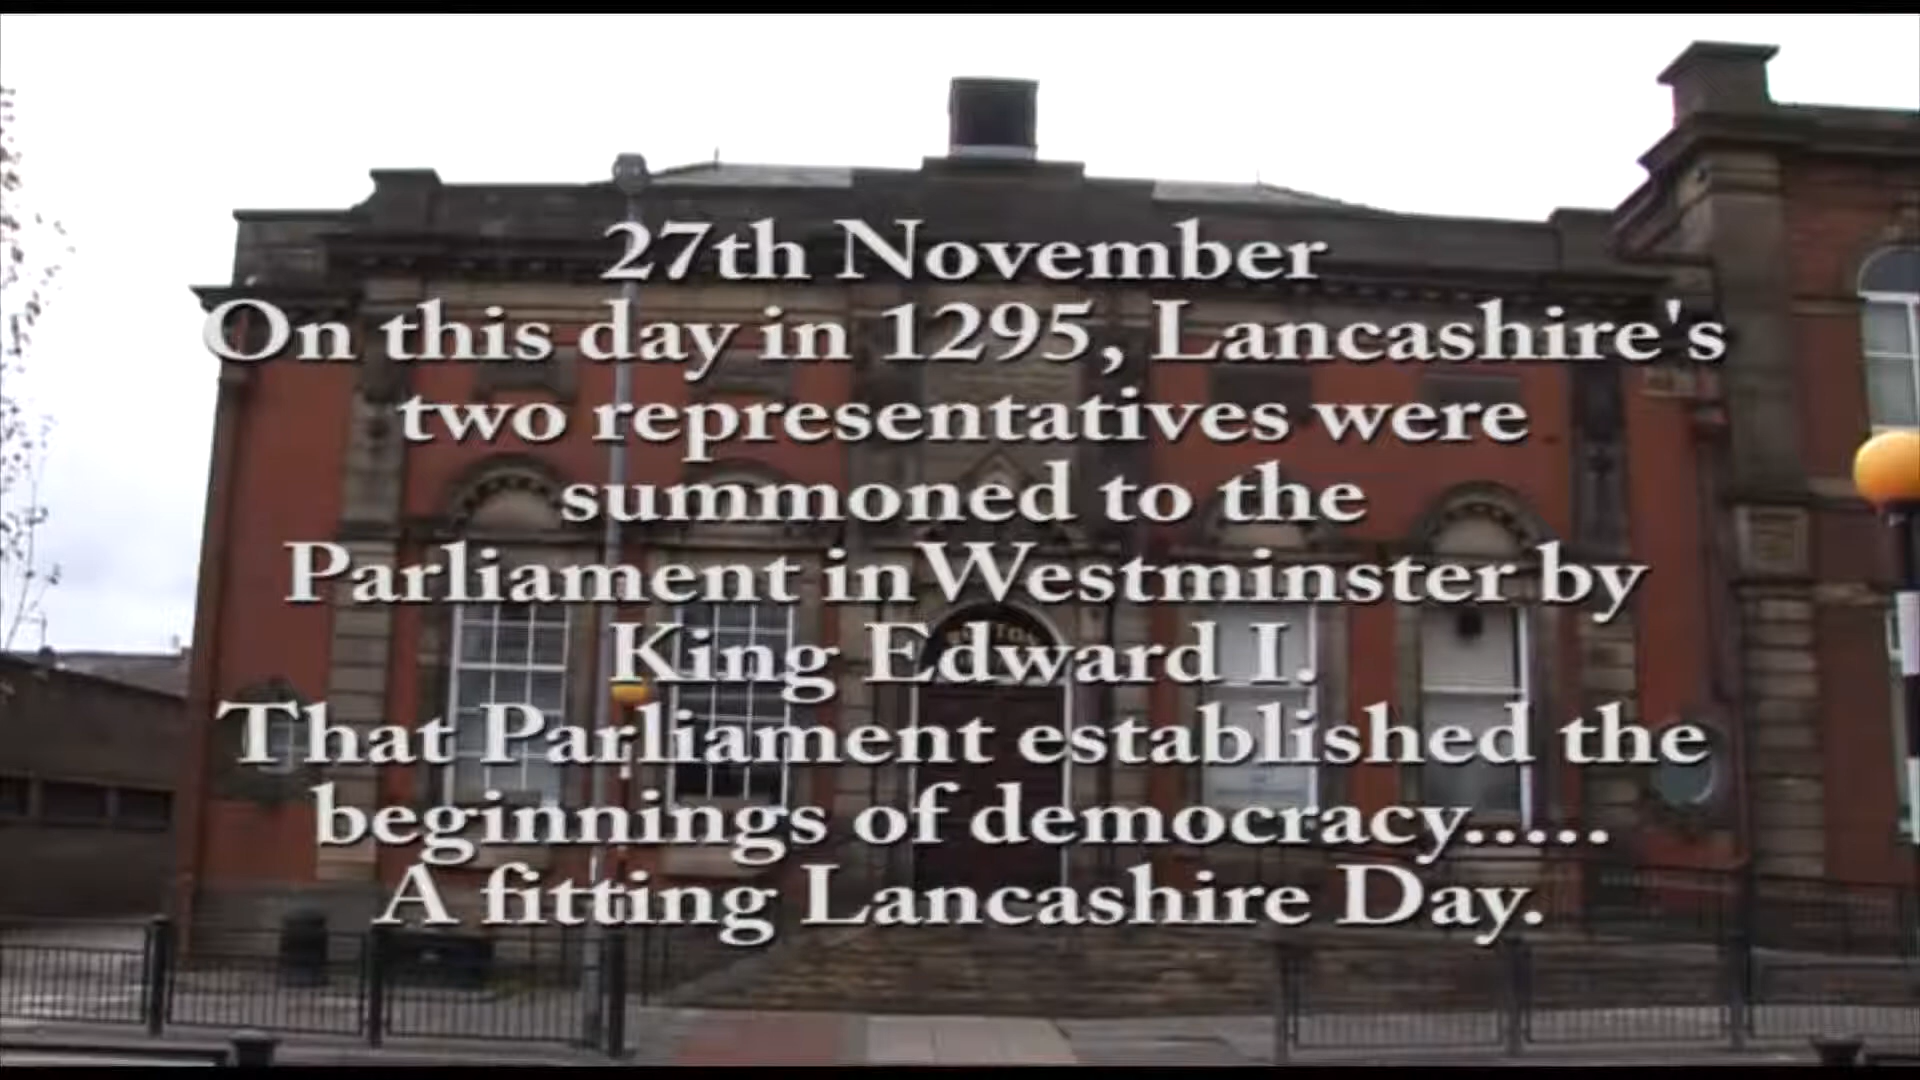 27th November
On this day in 1295, Lancashire's
two representatives were
summoned to the
Parliament in Westminster by
King Edward I.
That Parliament established the
beginnings of democracy.....
A fitting Lancashire Day.